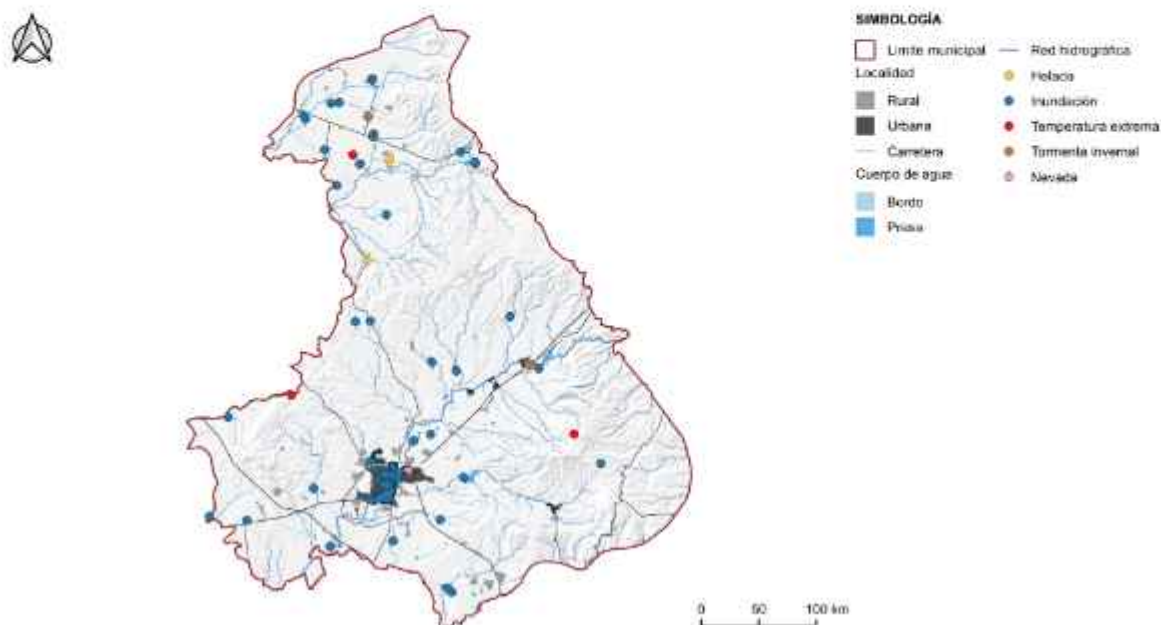 SIMBOLOGÍA
Límite municipal
Localidad
Rural
Urbana
Carretera
Cuerpo de agua
Bordo
Presa
Red hidrográfica
Helada
Inundación
Temperatura extrema
Tormenta invernal
Nevada
0 50 100 km